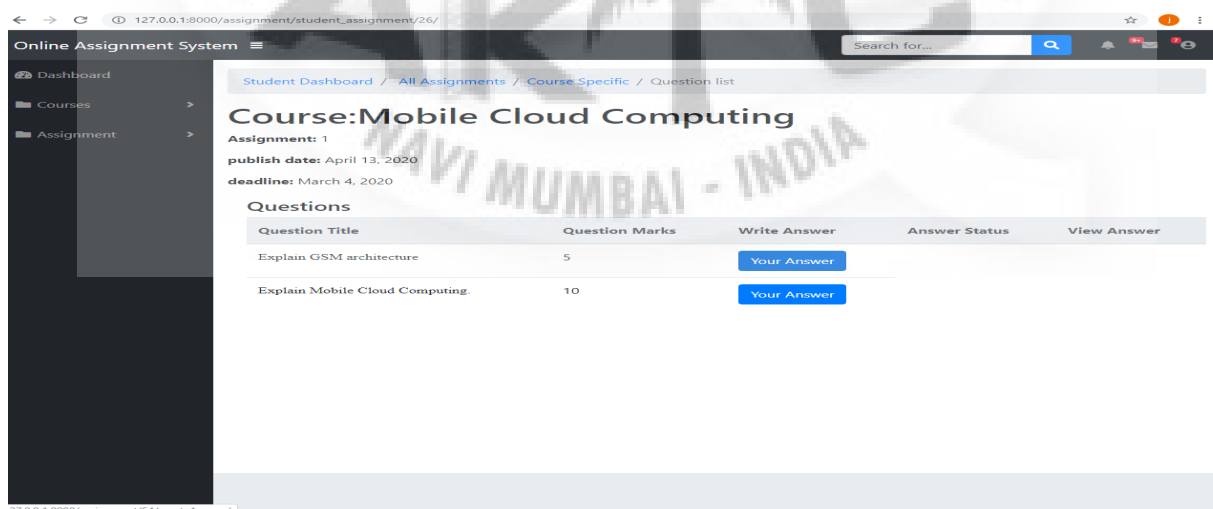 127.0.0.1:8000/assignment/student_assignment/26/
Online Assignment System
Search for...
9+
7
Dashboard
Courses
Assignment
Student Dashboard / All Assignments / Course Specific / Question list
Course:Mobile Cloud Computing
Assignment: 1
publish date: April 13, 2020
deadline: March 4, 2020
NAVI MUMBAI - INDIA
Questions
Question Title Question Marks Write Answer Answer Status View Answer
Explain GSM architecture 5 Your Answer
Explain Mobile Cloud Computing. 10 Your Answer